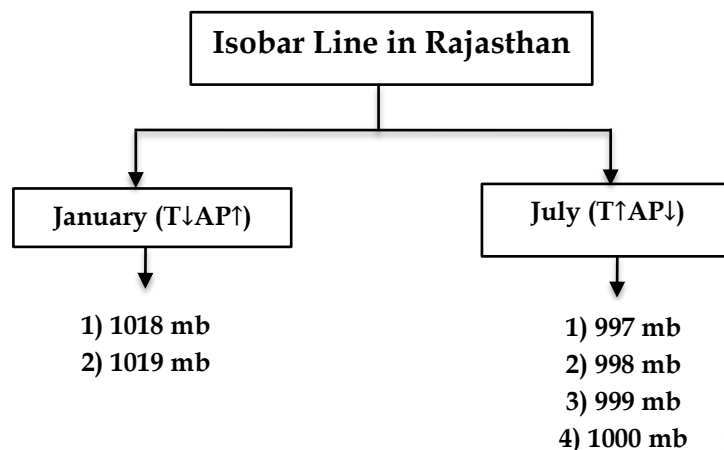 Isobar Line in Rajasthan
January (T↓AP↑)
1) 1018 mb
2) 1019 mb
July (T↑AP↓)
1) 997 mb
2) 998 mb
3) 999 mb
4) 1000 mb